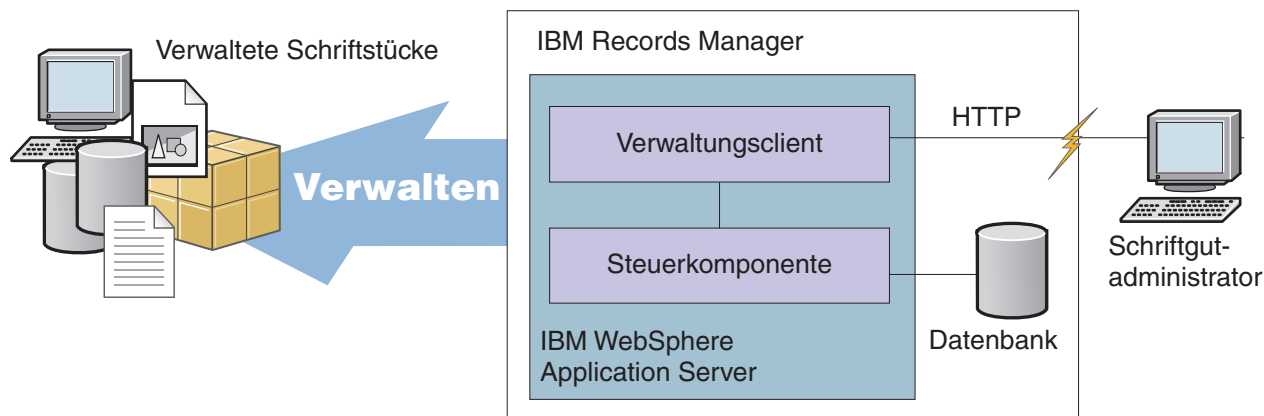 Verwaltete Schriftstücke
Verwalten
IBM Records Manager
Verwaltungsclient
Steuerkomponente
IBM WebSphere
Application Server
HTTP
Datenbank
Schriftgut-
administrator